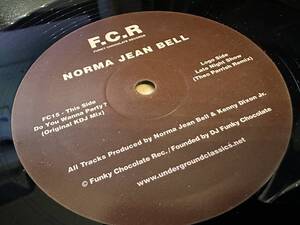 F.C.R
FUNKY CHOCOLATE RECORDS
NORMA JEAN BELL
FC15 - This Side
Do You Wanna Party?
(Original KDJ Mix)
Logo Side
Late Night Show
(Theo Parrish Remix)
All Tracks Produced by Norma Jean Bell & Kenny Dixon Jr.
© Funky Chocolate Rec. / Founded by DJ Funky Chocolate
www.undergroundclassics.net